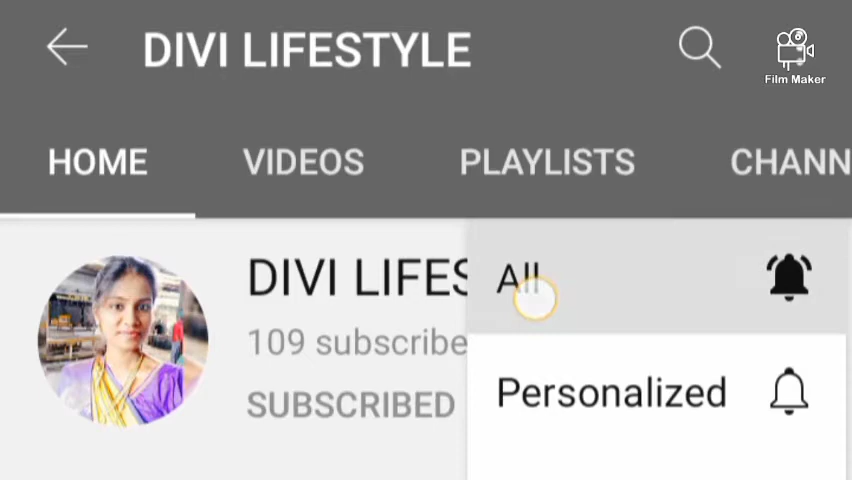 DIVI LIFESTYLE
Film Maker
HOME VIDEOS PLAYLISTS CHANN
DIVI LIFES
All
109 subscribe
Personalized
SUBSCRIBED